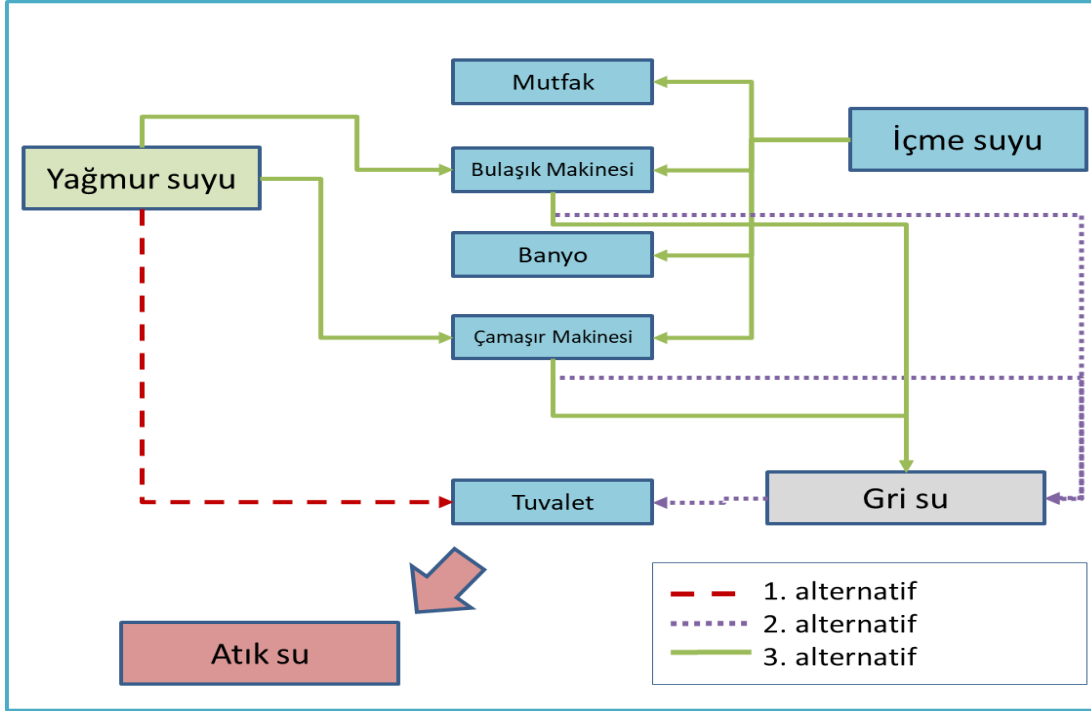 Mutfak
İçme suyu
Yağmur suyu
Bulaşık Makinesi
Banyo
Çamaşır Makinesi
Tuvalet
Gri su
Atık su
1. alternatif
2. alternatif
3. alternatif